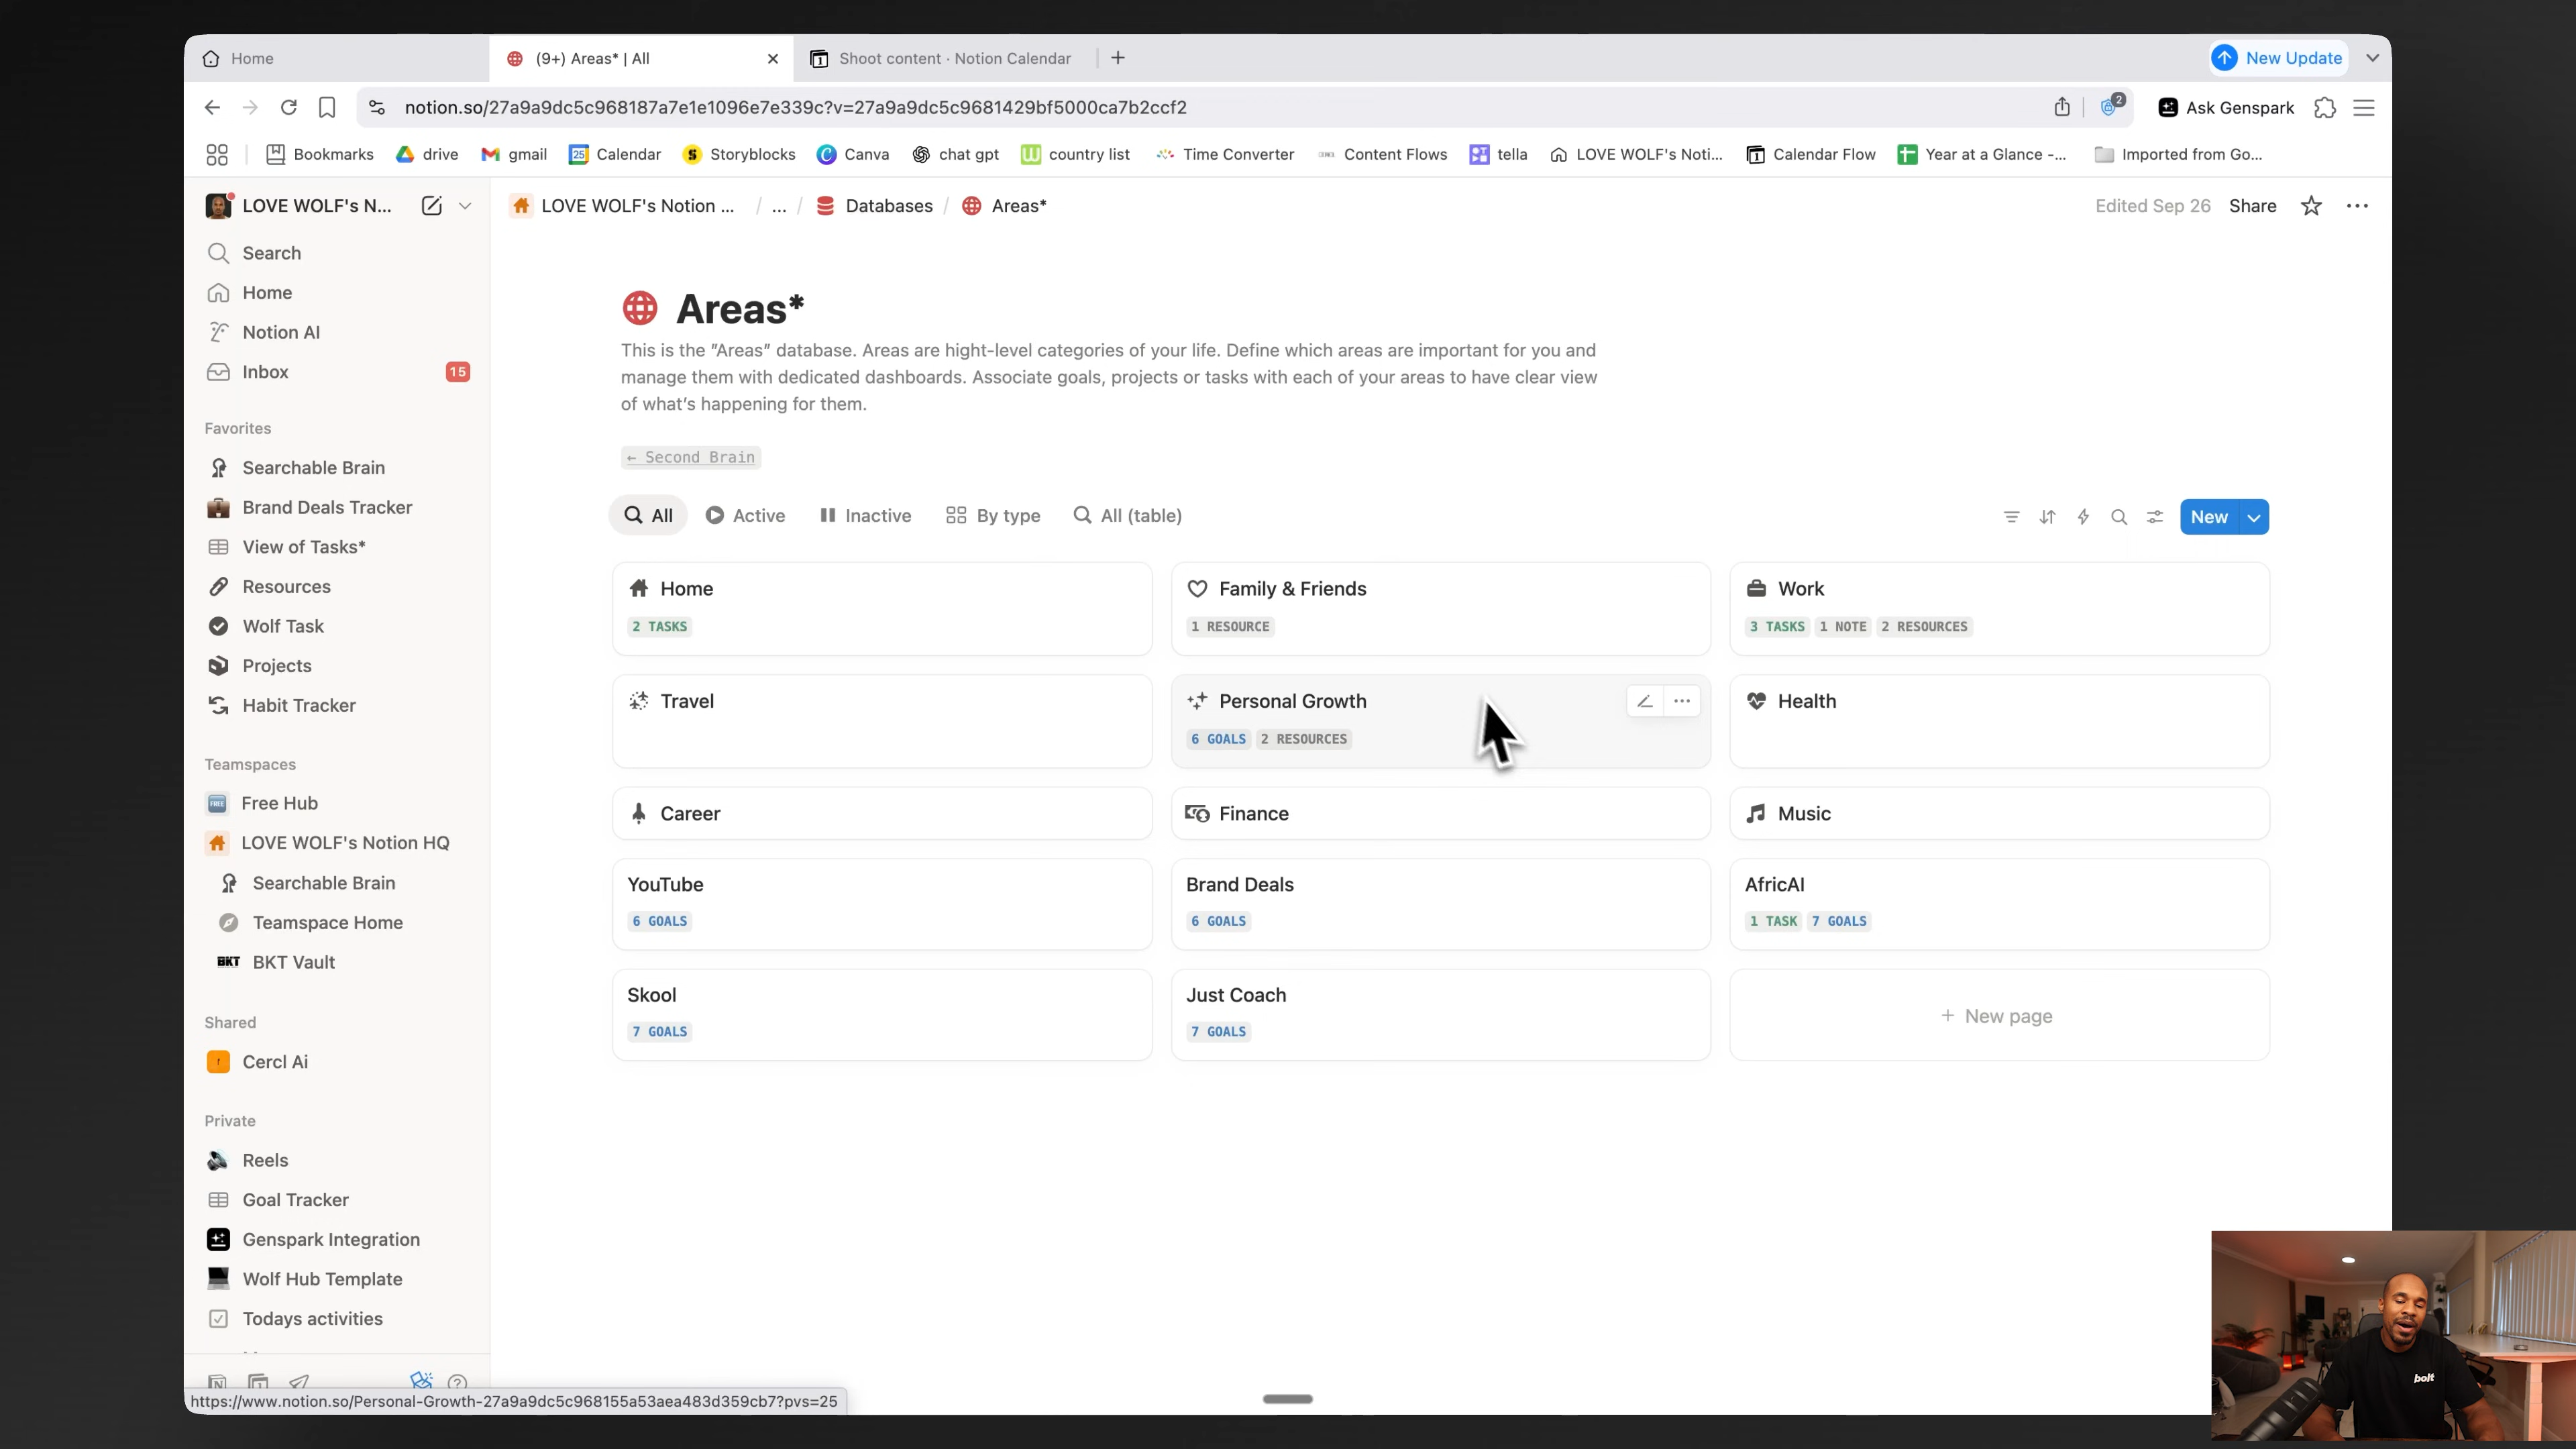 Home
(9+) Areas* | All
Shoot content · Notion Calendar
New Update
notion.so/27a9a9dc5c968187a7e1e1096e7e339c?v=27a9a9dc5c9681429bf5000ca7b2ccf2
2
Ask Genspark
Bookmarks
drive
gmail
25
Calendar
Storyblocks
Canva
chat gpt
country list
Time Converter
Content Flows
tella
LOVE WOLF's Noti...
Calendar Flow
Year at a Glance -...
Imported from Go...
LOVE WOLF's N...
Search
Home
Notion AI
Inbox
15
Favorites
Searchable Brain
Brand Deals Tracker
View of Tasks*
Resources
Wolf Task
Projects
Habit Tracker
Teamspaces
FREE
Free Hub
LOVE WOLF's Notion HQ
Searchable Brain
Teamspace Home
BKT
BKT Vault
Shared
Cercl Ai
Private
Reels
Goal Tracker
Genspark Integration
Wolf Hub Template
Todays activities
https://www.notion.so/Personal-Growth-27a9a9dc5c968155a53aea483d359cb7?pvs=25
LOVE WOLF's Notion ... / ... / Databases / Areas*
Edited Sep 26
Share
Areas*
This is the "Areas" database. Areas are hight-level categories of your life. Define which areas are important for you and
manage them with dedicated dashboards. Associate goals, projects or tasks with each of your areas to have clear view
of what's happening for them.
← Second Brain
All
Active
Inactive
By type
All (table)
New
Home
2 TASKS
Family & Friends
1 RESOURCE
Work
3 TASKS 1 NOTE 2 RESOURCES
Travel
Personal Growth
6 GOALS 2 RESOURCES
Health
Career
Finance
Music
YouTube
6 GOALS
Brand Deals
6 GOALS
AfricAI
1 TASK 7 GOALS
Skool
7 GOALS
Just Coach
7 GOALS
+ New page
bolt